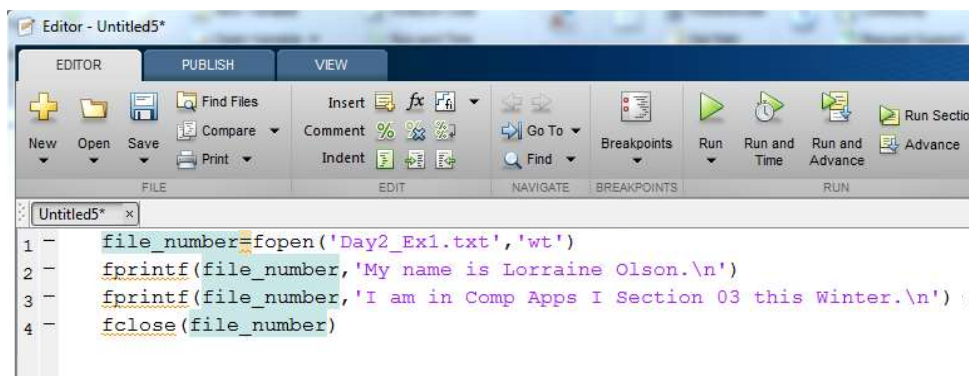 Editor - Untitled5*
EDITOR PUBLISH VIEW
Find Files Insert fx
New Open Save Compare Comment Go To Breakpoints Run Run and Time Run and Advance Run Sectio
Print Indent Find Advance
FILE EDIT NAVIGATE BREAKPOINTS RUN
Untitled5* ×
1 – file_number=fopen('Day2_Ex1.txt','wt')
2 – fprintf(file_number,'My name is Lorraine Olson.\n')
3 – fprintf(file_number,'I am in Comp Apps I Section 03 this Winter.\n')
4 – fclose(file_number)